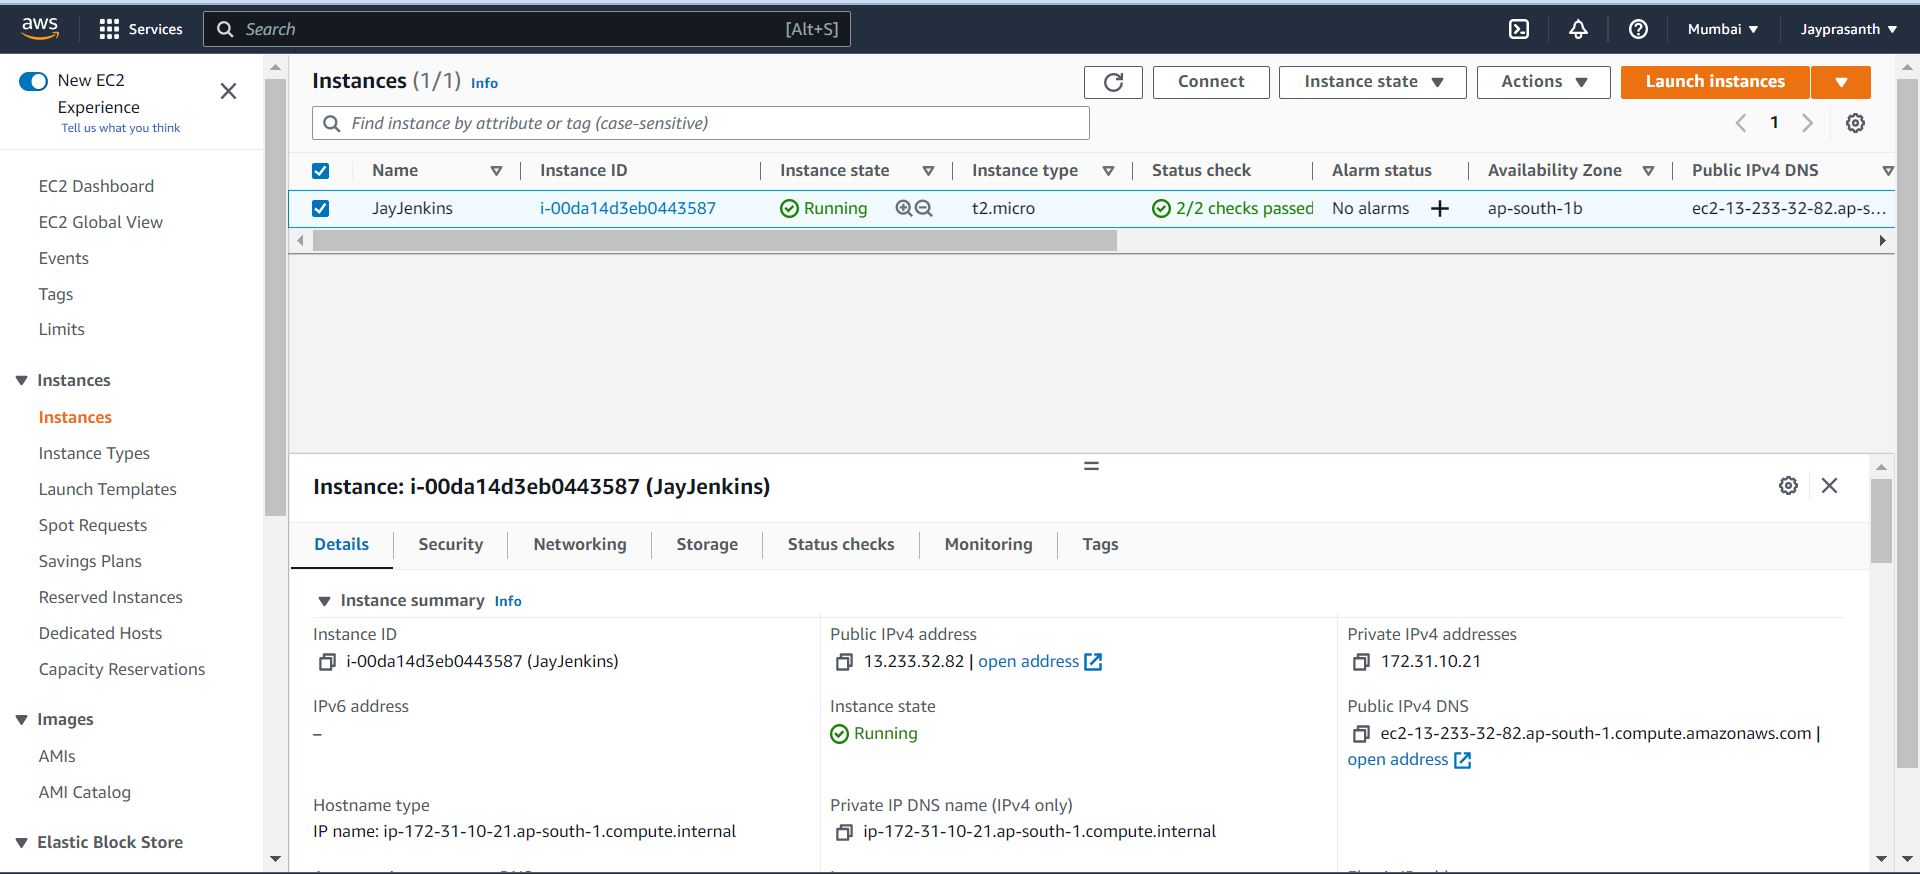 aws
Services
Search [Alt+S]
Mumbai
Jayprasanth
New EC2
Experience
Tell us what you think
EC2 Dashboard
EC2 Global View
Events
Tags
Limits
Instances
Instances
Instance Types
Launch Templates
Spot Requests
Savings Plans
Reserved Instances
Dedicated Hosts
Capacity Reservations
Images
AMIs
AMI Catalog
Elastic Block Store
Instances (1/1) Info
Connect
Instance state
Actions
Launch instances
Find instance by attribute or tag (case-sensitive)
1
Name Instance ID Instance state Instance type Status check Alarm status Availability Zone Public IPv4 DNS
JayJenkins i-00da14d3eb0443587 Running t2.micro 2/2 checks passed No alarms ap-south-1b ec2-13-233-32-82.ap-s...
Instance: i-00da14d3eb0443587 (JayJenkins)
Details Security Networking Storage Status checks Monitoring Tags
Instance summary Info
Instance ID
i-00da14d3eb0443587 (JayJenkins)
Public IPv4 address
13.233.32.82 | open address
Private IPv4 addresses
172.31.10.21
IPv6 address
–
Instance state
Running
Public IPv4 DNS
ec2-13-233-32-82.ap-south-1.compute.amazonaws.com |
open address
Hostname type
IP name: ip-172-31-10-21.ap-south-1.compute.internal
Private IP DNS name (IPv4 only)
ip-172-31-10-21.ap-south-1.compute.internal